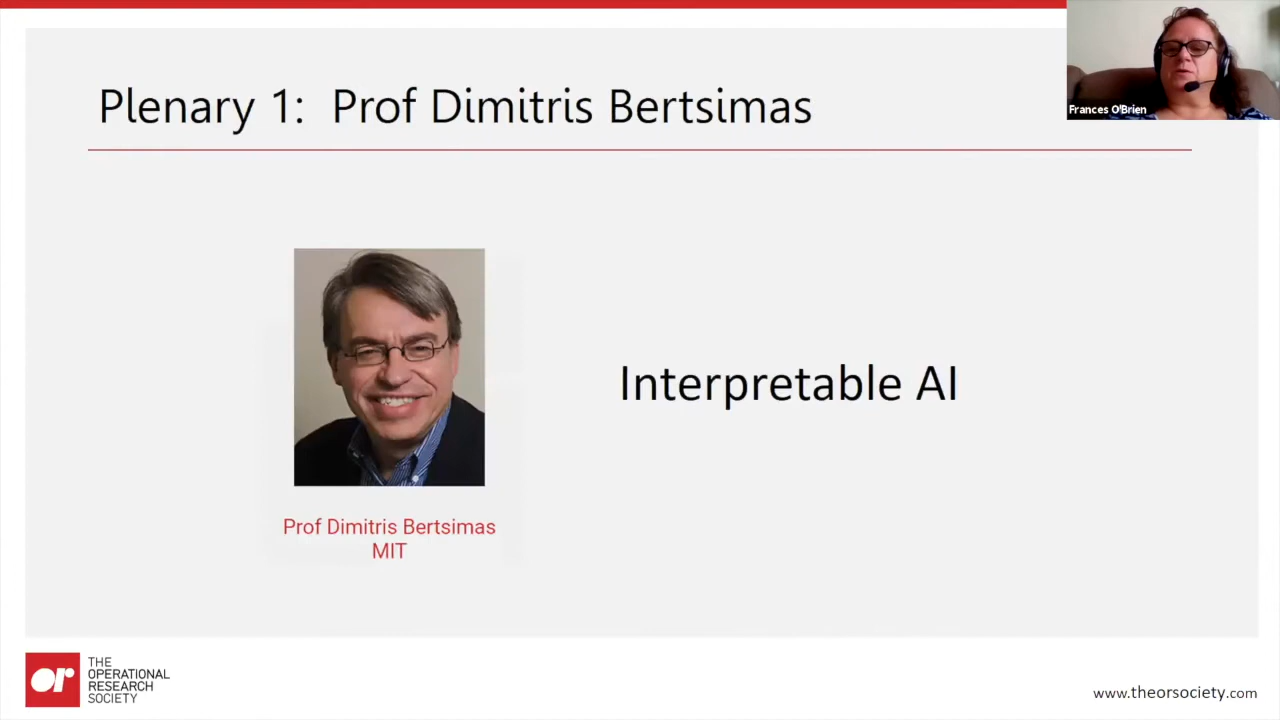 Plenary 1: Prof Dimitris Bertsimas
Frances O'Brien
Interpretable AI
Prof Dimitris Bertsimas
MIT
or
THE
OPERATIONAL
RESEARCH
SOCIETY
www.theorsociety.com